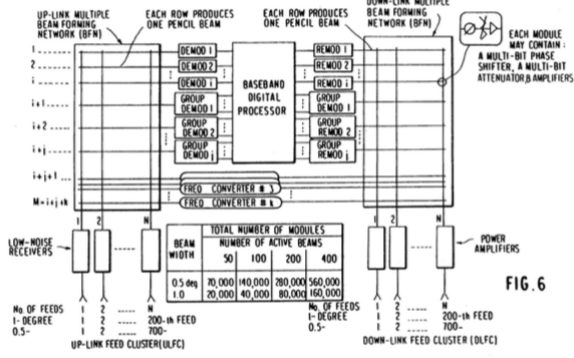 UP-LINK MULTIPLE
BEAM FORMING
NETWORK (BFN)
EACH ROW PRODUCES
ONE PENCIL BEAM
EACH ROW PRODUCES
ONE PENCIL BEAM
DOWN-LINK MULTIPLE
BEAM FORMING
NETWORK (BFN)
EACH MODULE
MAY CONTAIN:
A MULTI-BIT PHASE
SHIFTER, A MULTI-BIT
ATTENUATOR,& AMPLIFIERS
1
2
i
i+1
i+2
i+j
i+j+1
M=i+j+k
DEMOD 1
DEMOD 2
DEMOD i
GROUP
DEMOD 1
GROUP
DEMOD 2
GROUP
DEMOD j
BASEBAND
DIGITAL
PROCESSOR
REMOD 1
REMOD 2
REMOD i
GROUP
REMOD 1
GROUP
REMOD 2
GROUP
REMOD j
FREQ CONVERTER #
FREQ CONVERTER # k
1 2 N
1 2 N
LOW-NOISE
RECEIVERS
POWER
AMPLIFIERS
TOTAL NUMBER OF MODULES
BEAM
WIDTH
NUMBER OF ACTIVE BEAMS
50 100 200 400
0.5 deg 70,000 140,000 280,000 560,000
1.0 20,000 40,000 80,000 160,000
FIG.6
No. OF FEEDS 1 2 N
1- DEGREE 1 2 200-th FEED
0.5- 1 2 700-
UP-LINK FEED CLUSTER(ULFC)
No. OF FEEDS 1 2 N
1-DEGREE 1 2 200-th FEED
0.5- 1 2 700-
DOWN-LINK FEED CLUSTER (DLFC)